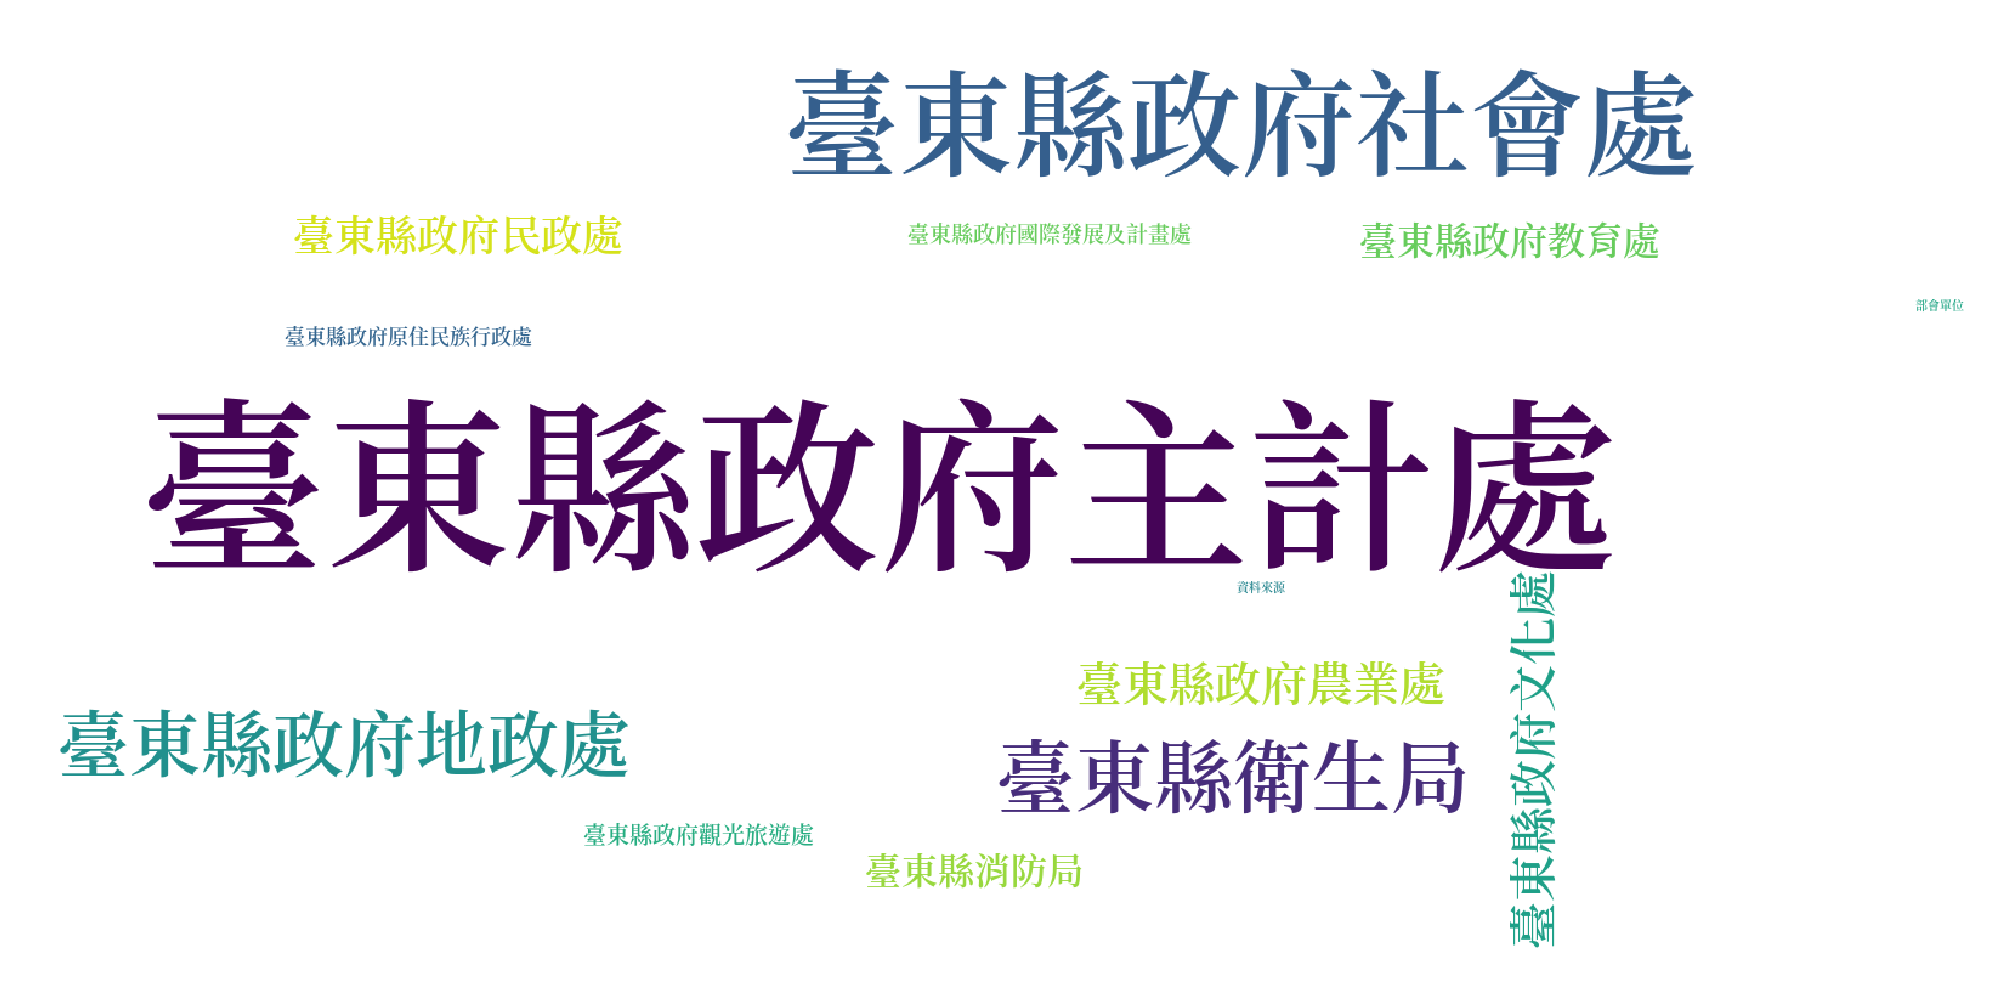 臺東縣政府社會處
臺東縣政府民政處
臺東縣政府國際發展及計畫處
臺東縣政府教育處
部會單位
臺東縣政府原住民族行政處
臺東縣政府主計處
資料來源
臺東縣政府文化處
臺東縣政府農業處
臺東縣政府地政處
臺東縣衛生局
臺東縣政府觀光旅遊處
臺東縣消防局